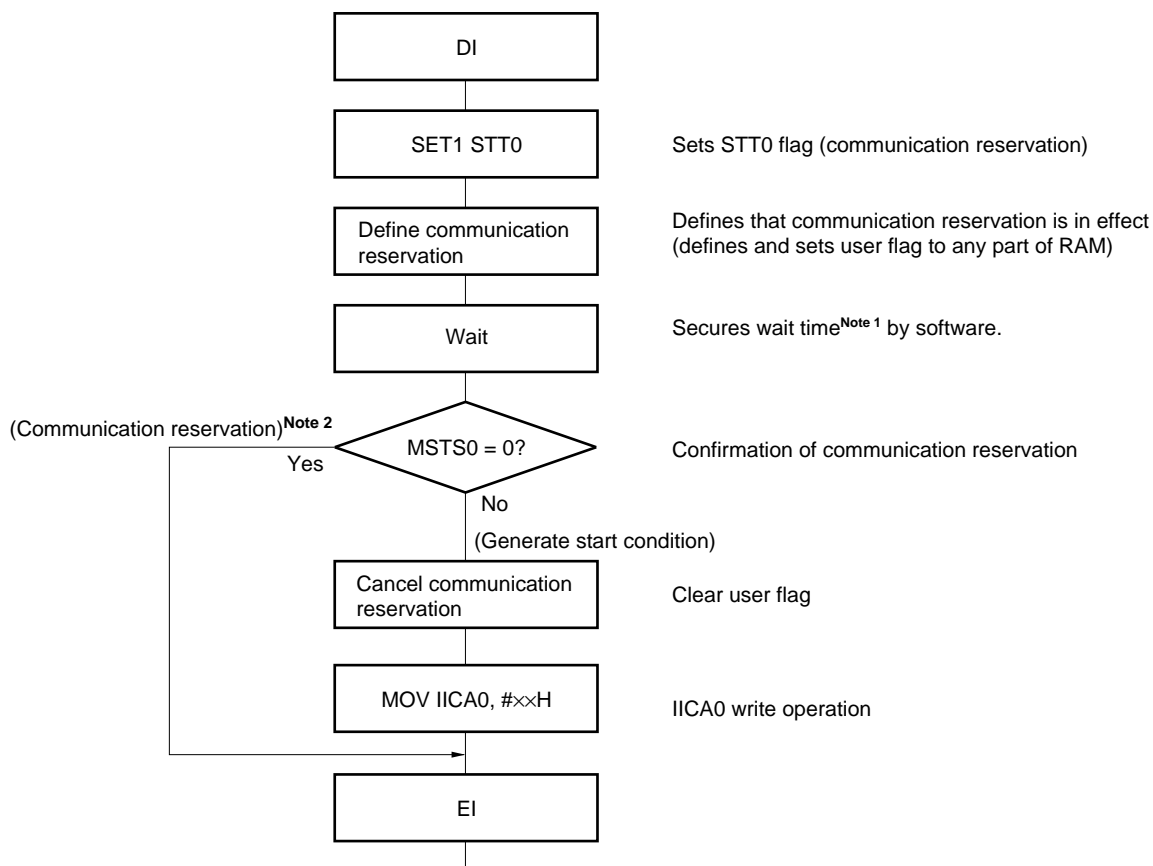 DI
SET1 STT0
Sets STT0 flag (communication reservation)
Define communication
reservation
Defines that communication reservation is in effect
(defines and sets user flag to any part of RAM)
Wait
Secures wait timeNote 1 by software.
(Communication reservation)Note 2
Yes
MSTS0 = 0?
Confirmation of communication reservation
No
(Generate start condition)
Cancel communication
reservation
Clear user flag
MOV IICA0, #××H
IICA0 write operation
EI